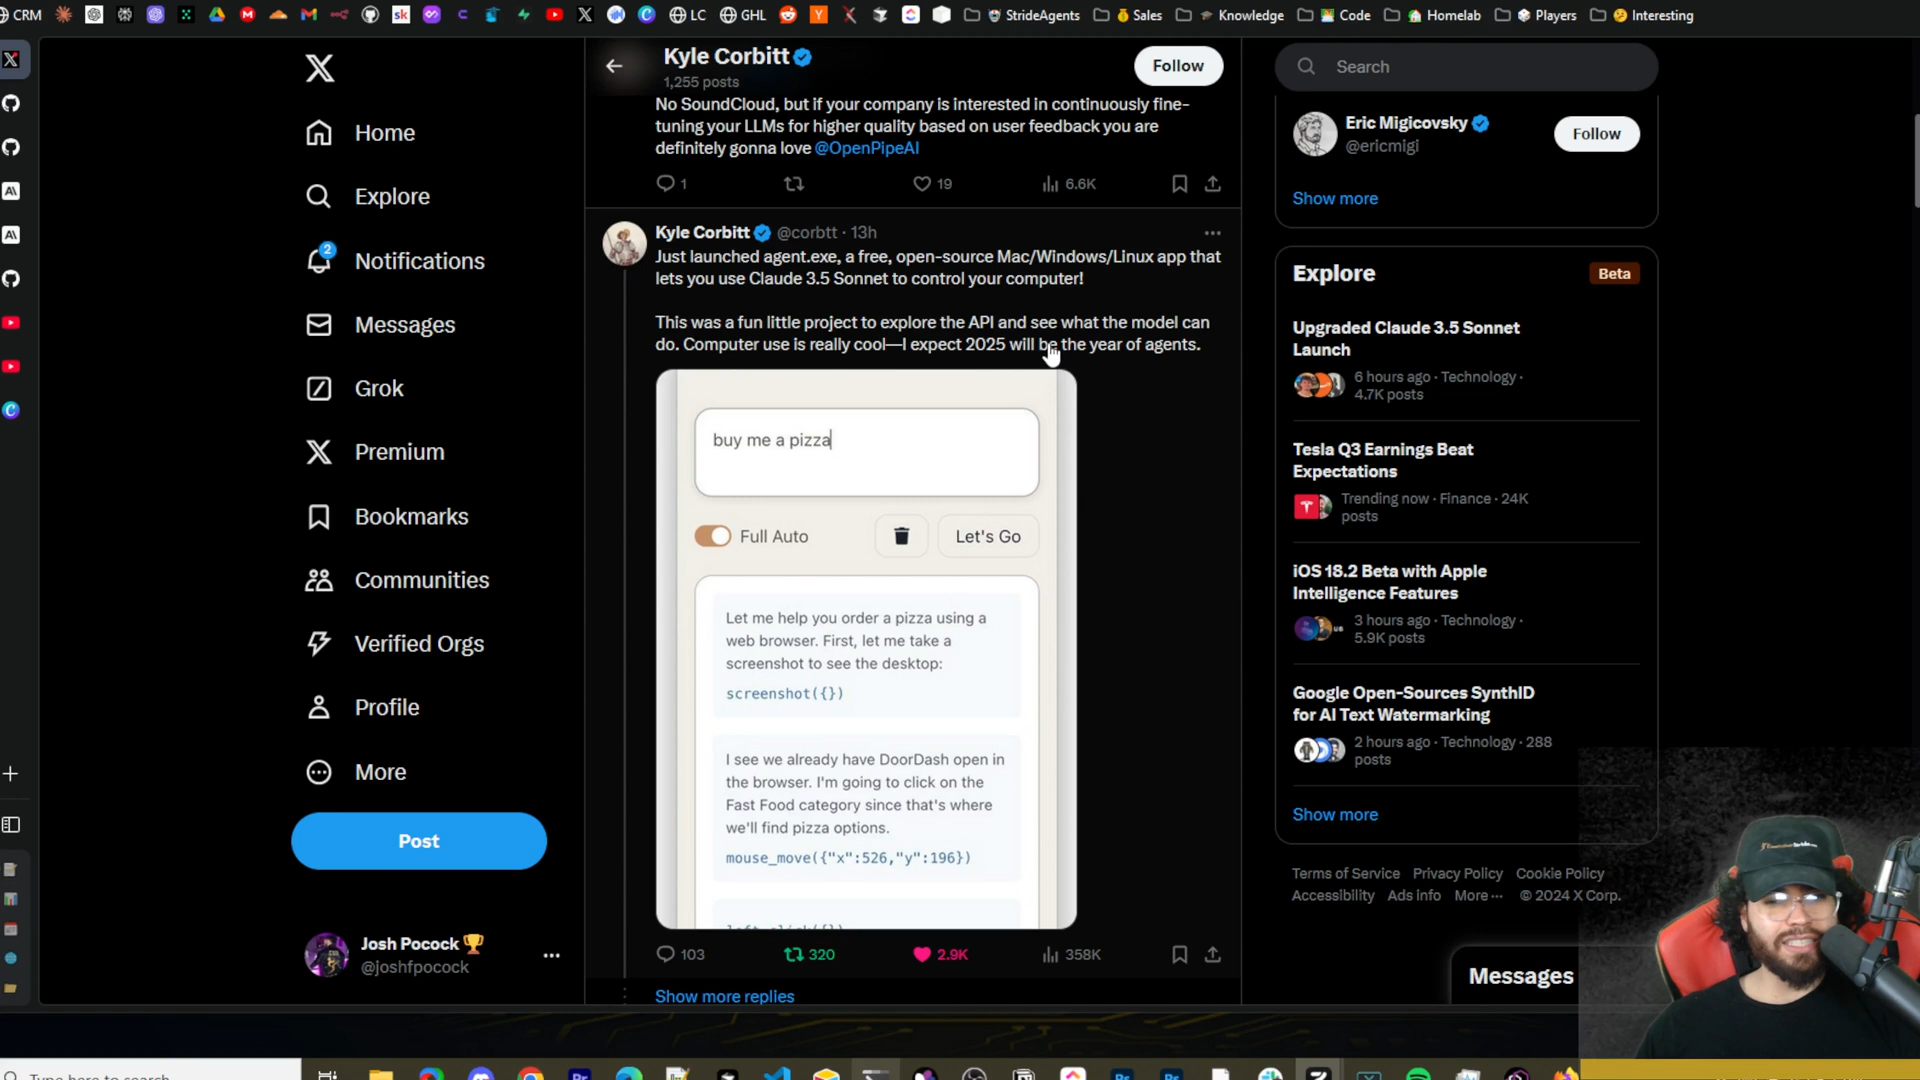 CRM
LC
GHL
StrideAgents
Sales
Knowledge
Code
Homelab
Players
Interesting
Home
Explore
2
Notifications
Messages
Grok
Premium
Bookmarks
Communities
Verified Orgs
Profile
More
Post
Josh Pocock
@joshfpocock
Kyle Corbitt
1,255 posts
Follow
No SoundCloud, but if your company is interested in continuously fine-
tuning your LLMs for higher quality based on user feedback you are
definitely gonna love @OpenPipeAI
1
19
6.6K
Kyle Corbitt @corbtt · 13h
Just launched agent.exe, a free, open-source Mac/Windows/Linux app that
lets you use Claude 3.5 Sonnet to control your computer!
This was a fun little project to explore the API and see what the model can
do. Computer use is really cool—I expect 2025 will be the year of agents.
buy me a pizza
Full Auto
Let's Go
Let me help you order a pizza using a
web browser. First, let me take a
screenshot to see the desktop:
screenshot({})
I see we already have DoorDash open in
the browser. I'm going to click on the
Fast Food category since that's where
we'll find pizza options.
mouse_move({"x":526,"y":196})
left_click({})
103
320
2.9K
358K
Show more replies
Search
Eric Migicovsky
@ericmigi
Follow
Show more
Explore
Beta
Upgraded Claude 3.5 Sonnet
Launch
6 hours ago · Technology ·
4.7K posts
Tesla Q3 Earnings Beat
Expectations
Trending now · Finance · 24K
posts
iOS 18.2 Beta with Apple
Intelligence Features
3 hours ago · Technology ·
5.9K posts
Google Open-Sources SynthID
for AI Text Watermarking
2 hours ago · Technology · 288
posts
Show more
Terms of Service Privacy Policy Cookie Policy
Accessibility Ads info More ··· © 2024 X Corp.
Messages
Type here to search